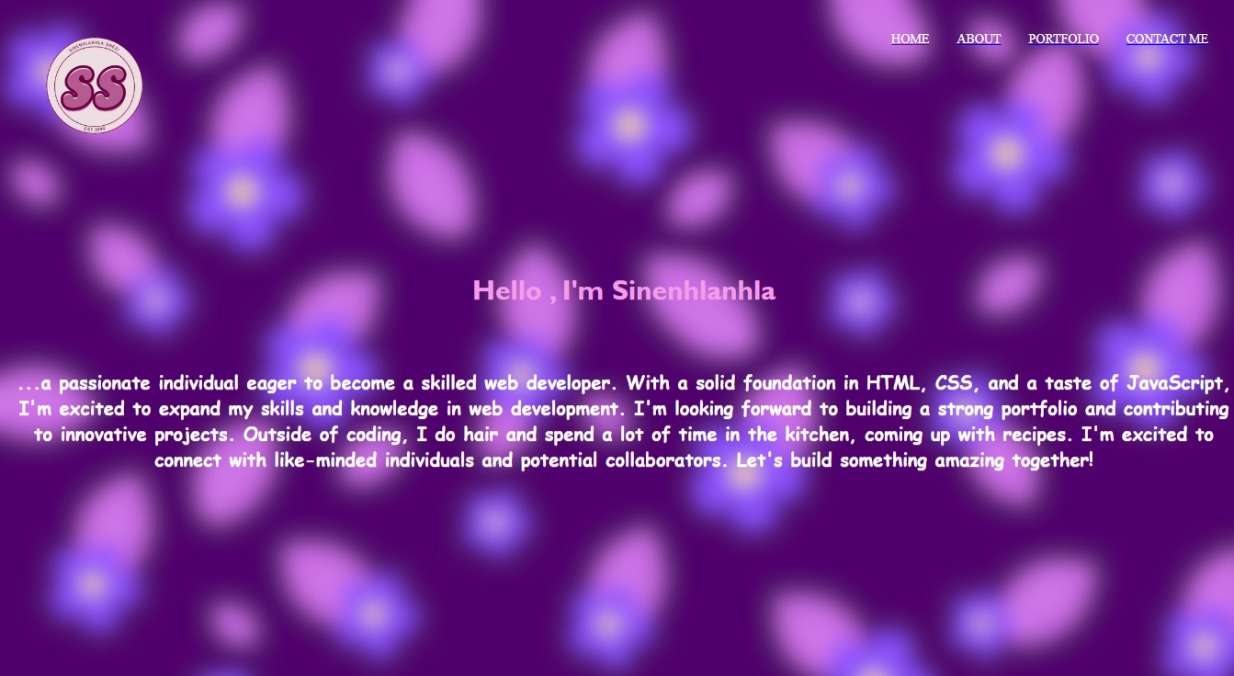 SS
HOME ABOUT PORTFOLIO CONTACT ME
Hello , I'm Sinenhlanhla
...a passionate individual eager to become a skilled web developer. With a solid foundation in HTML, CSS, and a taste of JavaScript,
I'm excited to expand my skills and knowledge in web development. I'm looking forward to building a strong portfolio and contributing
to innovative projects. Outside of coding, I do hair and spend a lot of time in the kitchen, coming up with recipes. I'm excited to
connect with like-minded individuals and potential collaborators. Let's build something amazing together!